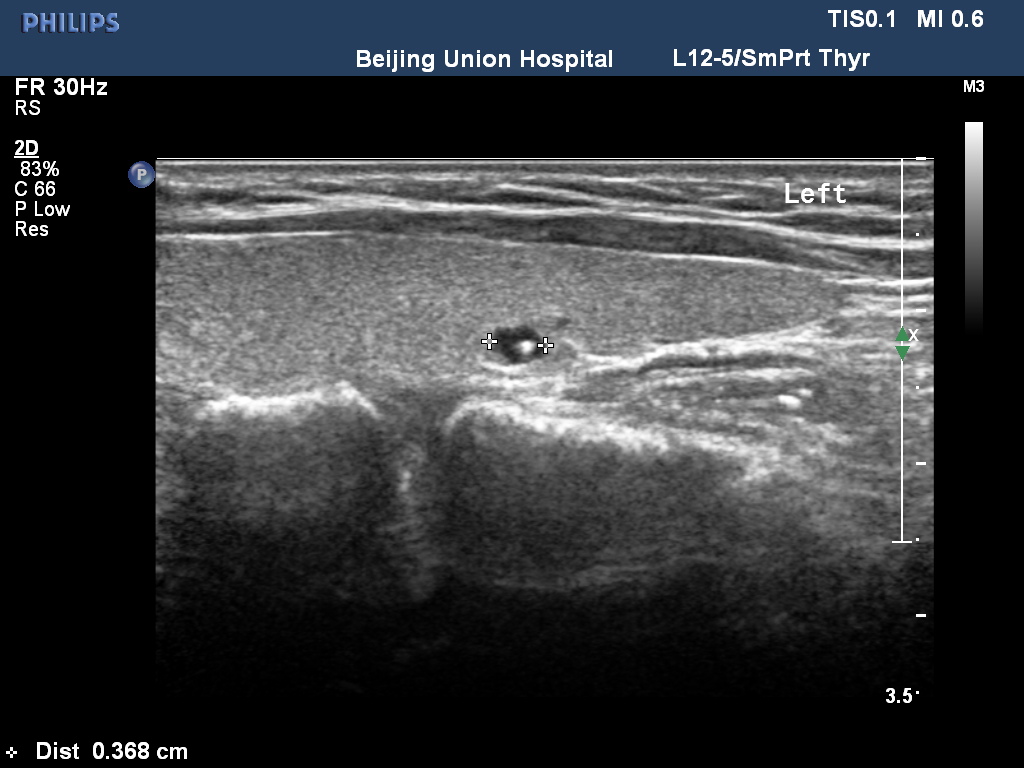 PHILIPS
TIS0.1 MI 0.6
Beijing Union Hospital L12-5/SmPrt Thyr
FR 30Hz
RS
M3
2D
83%
C 66
P Low
Res
P
Left
X
3.5
Dist 0.368 cm